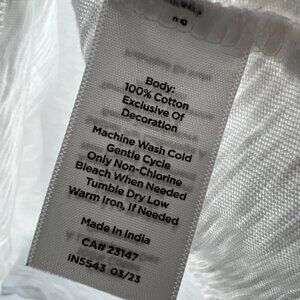 Body:
100% Cotton
Exclusive Of
Decoration
Machine Wash Cold
Gentle Cycle
Only Non-Chlorine
Bleach When Needed
Tumble Dry Low
Warm Iron, If Needed
Made In India
CA# 23147
IN5543 03/23